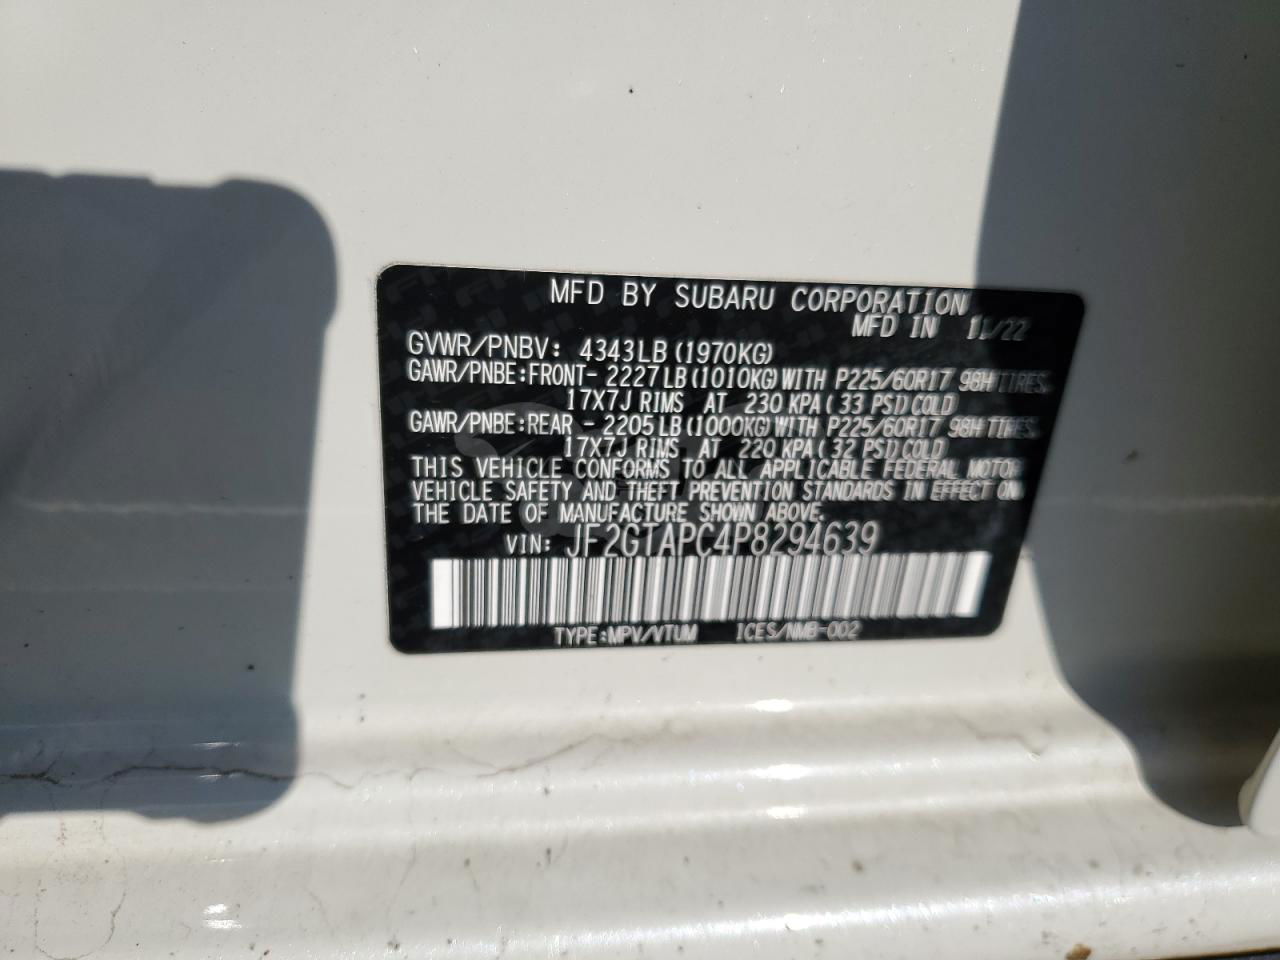 MFD BY SUBARU CORPORATION
MFD IN 11/22
GVWR/PNBV: 4343LB (1970KG)
GAWR/PNBE:FRONT- 2227LB (1010KG) WITH P225/60R17 98H TIRES
17X7J RIMS AT 230 KPA ( 33 PSI) COLD
GAWR/PNBE:REAR - 2205LB (1000KG) WITH P225/60R17 98H TIRES
17X7J RIMS AT 220 KPA ( 32 PSI) COLD
THIS VEHICLE CONFORMS TO ALL APPLICABLE FEDERAL MOTOR
VEHICLE SAFETY AND THEFT PREVENTION STANDARDS IN EFFECT ON
THE DATE OF MANUFACTURE SHOWN ABOVE.
VIN: JF2GTAPC4P8294639
TYPE:MPV/VTUM ICES/NMB-002